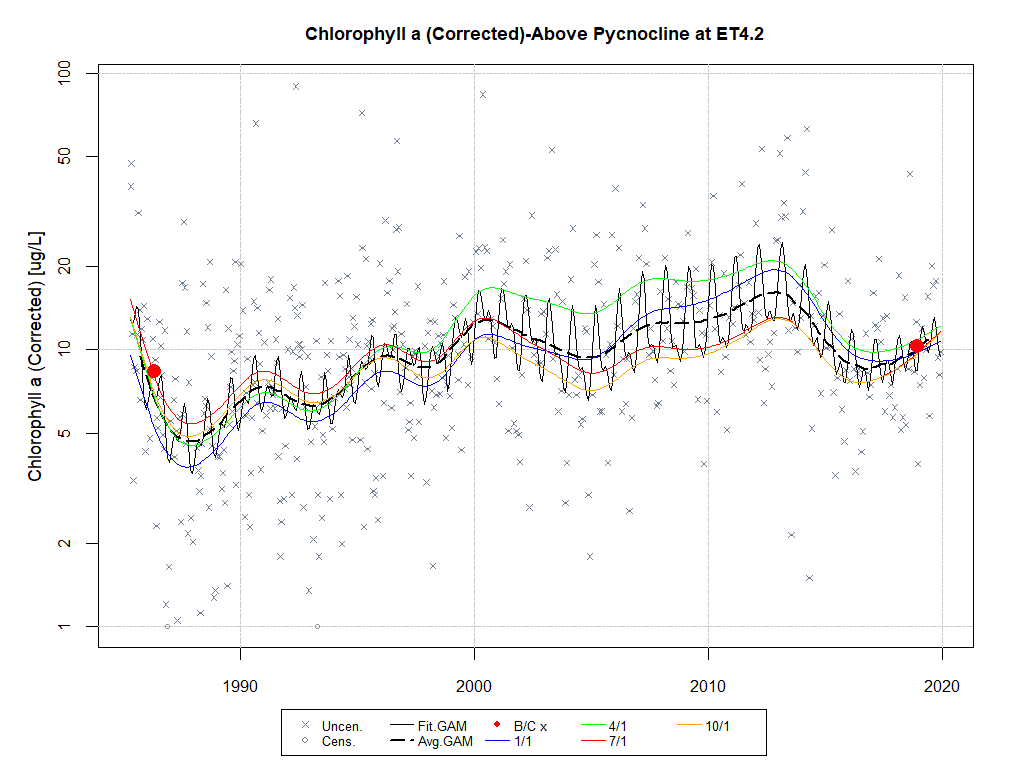 Chlorophyll a (Corrected)-Above Pycnocline at ET4.2
Chlorophyll a (Corrected) [ug/L]
100
50
20
10
5
2
1
1990 2000 2010 2020
Uncen. Fit.GAM B/C x 4/1 10/1
Cens. Avg.GAM 1/1 7/1